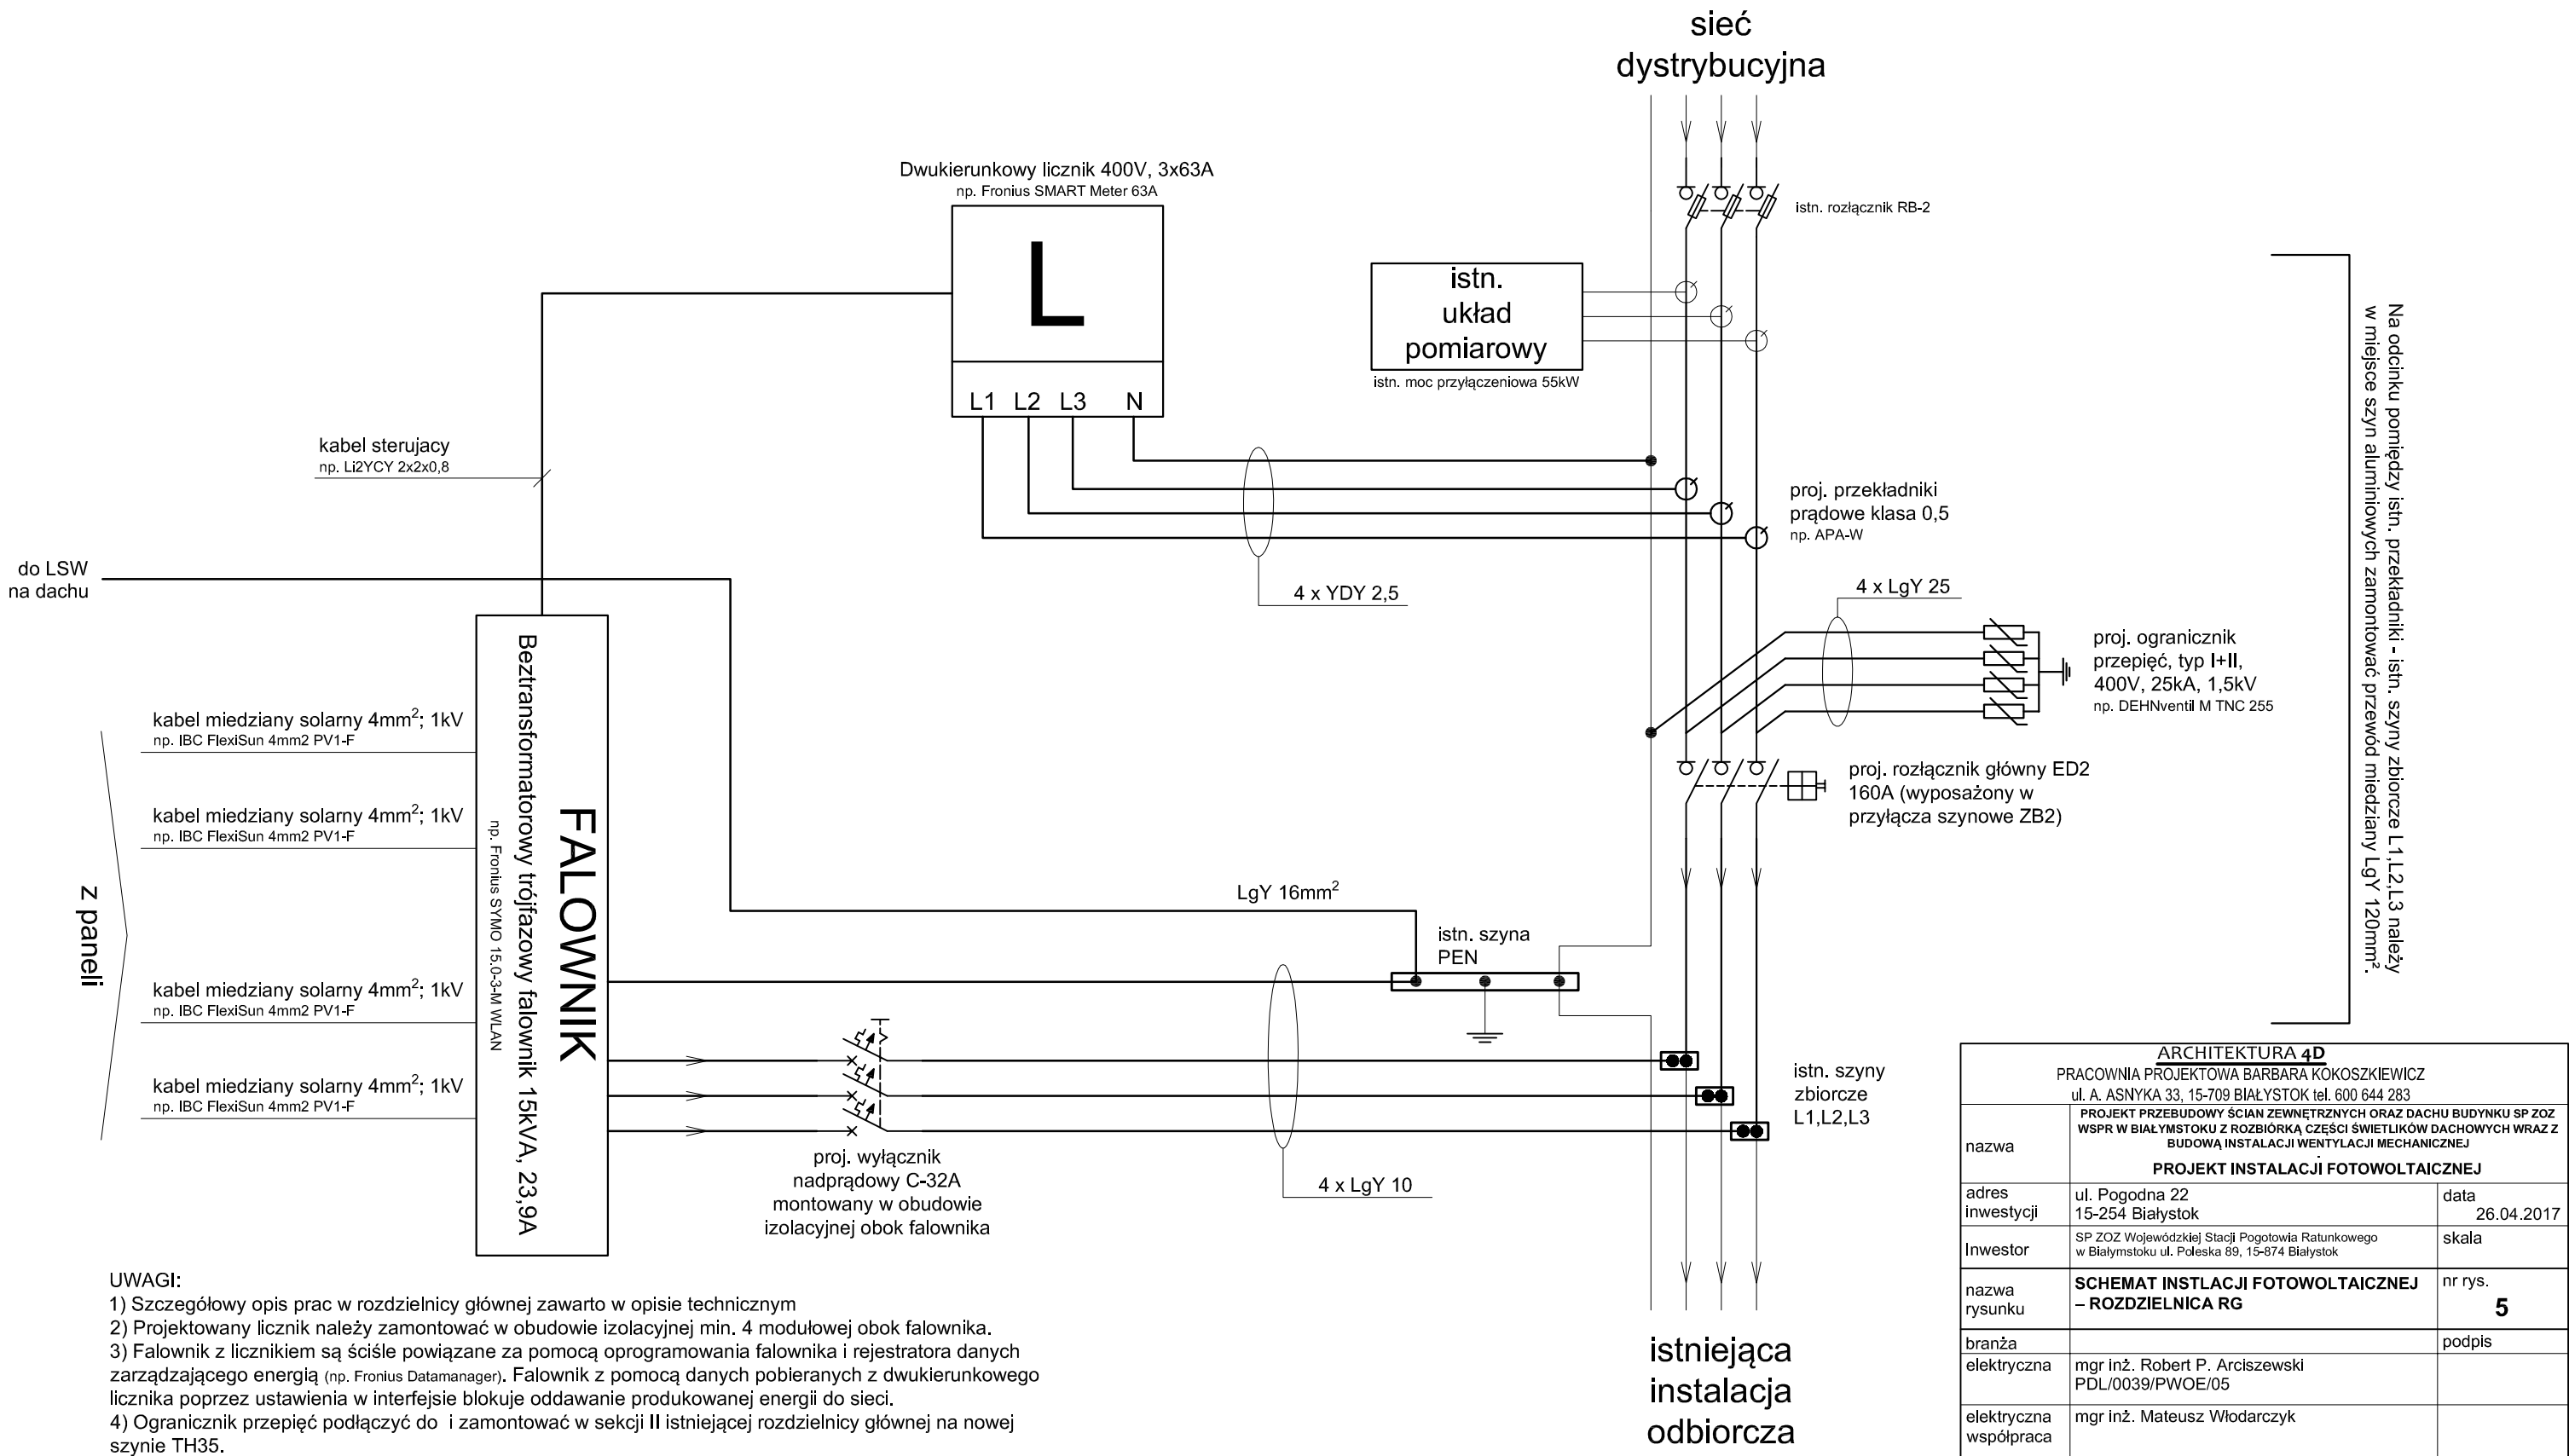 sieć
dystrybucyjna
Dwukierunkowy licznik 400V, 3x63A
np. Fronius SMART Meter 63A
L
L1 L2 L3 N
istn. rozłącznik RB-2
istn.
układ
pomiarowy
istn. moc przyłączeniowa 55kW
kabel sterujacy
np. Li2YCY 2x2x0,8
proj. przekładniki
prądowe klasa 0,5
np. APA-W
do LSW
na dachu
4 x YDY 2,5
4 x LgY 25
proj. ogranicznik
przepięć, typ I+II,
400V, 25kA, 1,5kV
np. DEHNventil M TNC 255
Na odcinku pomiędzy istn. przekładniki - istn. szyny zbiorcze L1,L2,L3 należy
w miejsce szyn aluminiowych zamontować przewód miedziany LgY 120mm².
kabel miedziany solarny 4mm²; 1kV
np. IBC FlexiSun 4mm2 PV1-F
kabel miedziany solarny 4mm²; 1kV
np. IBC FlexiSun 4mm2 PV1-F
kabel miedziany solarny 4mm²; 1kV
np. IBC FlexiSun 4mm2 PV1-F
kabel miedziany solarny 4mm²; 1kV
np. IBC FlexiSun 4mm2 PV1-F
z paneli
FALOWNIK
Beztransformatorowy trójfazowy falownik 15kVA, 23,9A
np. Fronius SYMO 15.0-3-M WLAN
proj. rozłącznik główny ED2
160A (wyposażony w
przyłącza szynowe ZB2)
LgY 16mm²
istn. szyna
PEN
istn. szyny
zbiorcze
L1,L2,L3
proj. wyłącznik
nadprądowy C-32A
montowany w obudowie
izolacyjnej obok falownika
4 x LgY 10
istniejąca
instalacja
odbiorcza
UWAGI:
1) Szczegółowy opis prac w rozdzielnicy głównej zawarto w opisie technicznym
2) Projektowany licznik należy zamontować w obudowie izolacyjnej min. 4 modułowej obok falownika.
3) Falownik z licznikiem są ściśle powiązane za pomocą oprogramowania falownika i rejestratora danych
zarządzającego energią (np. Fronius Datamanager). Falownik z pomocą danych pobieranych z dwukierunkowego
licznika poprzez ustawienia w interfejsie blokuje oddawanie produkowanej energii do sieci.
4) Ogranicznik przepięć podłączyć do i zamontować w sekcji II istniejącej rozdzielnicy głównej na nowej
szynie TH35.
ARCHITEKTURA 4D
PRACOWNIA PROJEKTOWA BARBARA KOKOSZKIEWICZ
ul. A. ASNYKA 33, 15-709 BIAŁYSTOK tel. 600 644 283
nazwa
PROJEKT PRZEBUDOWY ŚCIAN ZEWNĘTRZNYCH ORAZ DACHU BUDYNKU SP ZOZ
WSPR W BIAŁYMSTOKU Z ROZBIÓRKĄ CZĘŚCI ŚWIETLIKÓW DACHOWYCH WRAZ Z
BUDOWĄ INSTALACJI WENTYLACJI MECHANICZNEJ
-
PROJEKT INSTALACJI FOTOWOLTAICZNEJ
adres
inwestycji
ul. Pogodna 22
15-254 Białystok
data
26.04.2017
Inwestor
SP ZOZ Wojewódzkiej Stacji Pogotowia Ratunkowego
w Białymstoku ul. Poleska 89, 15-874 Białystok
skala
nazwa
rysunku
SCHEMAT INSTLACJI FOTOWOLTAICZNEJ
– ROZDZIELNICA RG
nr rys.
5
branża
podpis
elektryczna
mgr inż. Robert P. Arciszewski
PDL/0039/PWOE/05
elektryczna
współpraca
mgr inż. Mateusz Włodarczyk